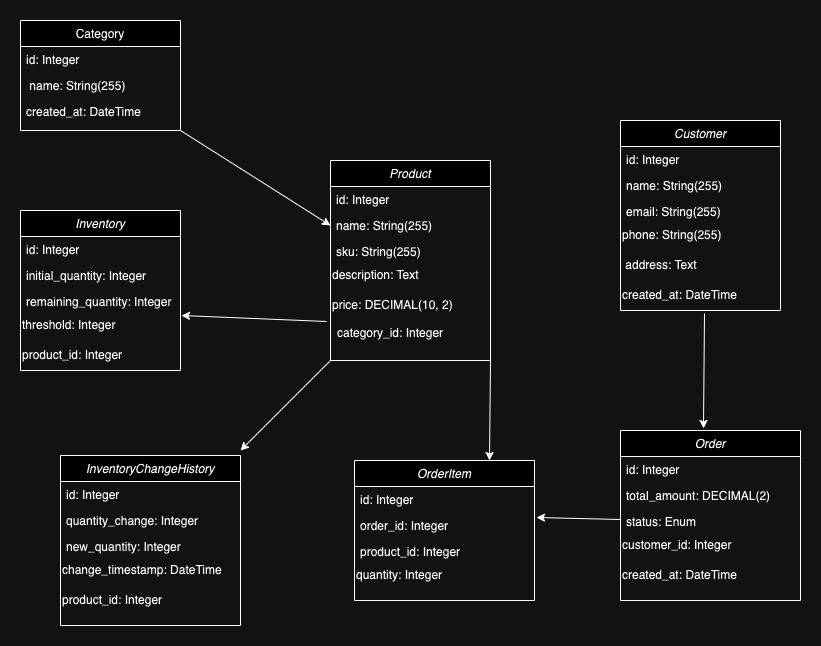 Category
id: Integer
name: String(255)
created_at: DateTime
Customer
id: Integer
name: String(255)
email: String(255)
phone: String(255)
address: Text
created_at: DateTime
Product
id: Integer
name: String(255)
sku: String(255)
description: Text
price: DECIMAL(10, 2)
category_id: Integer
Inventory
id: Integer
initial_quantity: Integer
remaining_quantity: Integer
threshold: Integer
product_id: Integer
InventoryChangeHistory
id: Integer
quantity_change: Integer
new_quantity: Integer
change_timestamp: DateTime
product_id: Integer
OrderItem
id: Integer
order_id: Integer
product_id: Integer
quantity: Integer
Order
id: Integer
total_amount: DECIMAL(2)
status: Enum
customer_id: Integer
created_at: DateTime